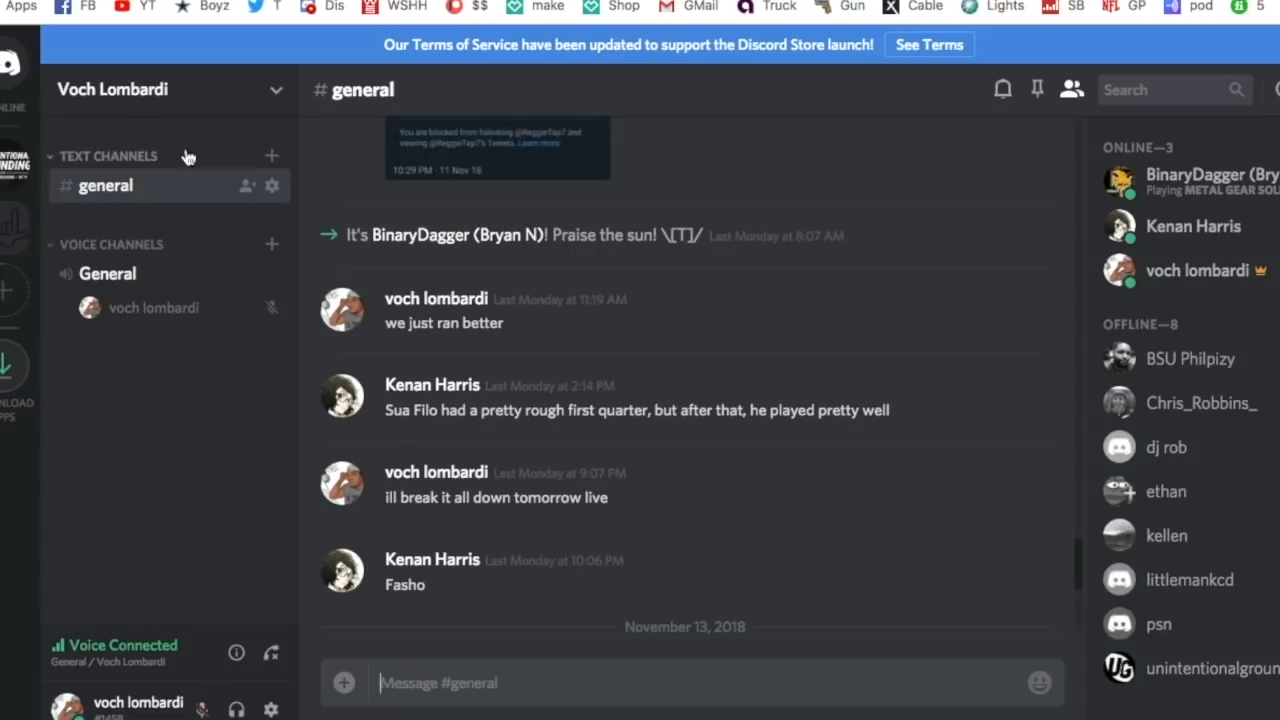 Apps FB YT Boyz T Dis WSHH $$ make Shop GMail Truck Gun Cable Lights SB GP pod 5
Our Terms of Service have been updated to support the Discord Store launch! See Terms
Voch Lombardi
# general
Search
TEXT CHANNELS
# general
VOICE CHANNELS
General
voch lombardi
You are blocked from following @ReggieTap7 and
viewing @ReggieTap7's Tweets. Learn more
10:29 PM · 11 Nov 18
It's BinaryDagger (Bryan N)! Praise the sun! \[T]/ Last Monday at 8:07 AM
voch lombardi Last Monday at 11:19 AM
we just ran better
Kenan Harris Last Monday at 2:14 PM
Sua Filo had a pretty rough first quarter, but after that, he played pretty well
voch lombardi Last Monday at 9:07 PM
ill break it all down tomorrow live
Kenan Harris Last Monday at 10:06 PM
Fasho
November 13, 2018
Message #general
Voice Connected
General / Voch Lombardi
voch lombardi
#1458
ONLINE—3
BinaryDagger (Bry
Playing METAL GEAR SOL
Kenan Harris
voch lombardi
OFFLINE—8
BSU Philpizy
Chris_Robbins_
dj rob
ethan
kellen
littlemankcd
psn
unintentionalgroun